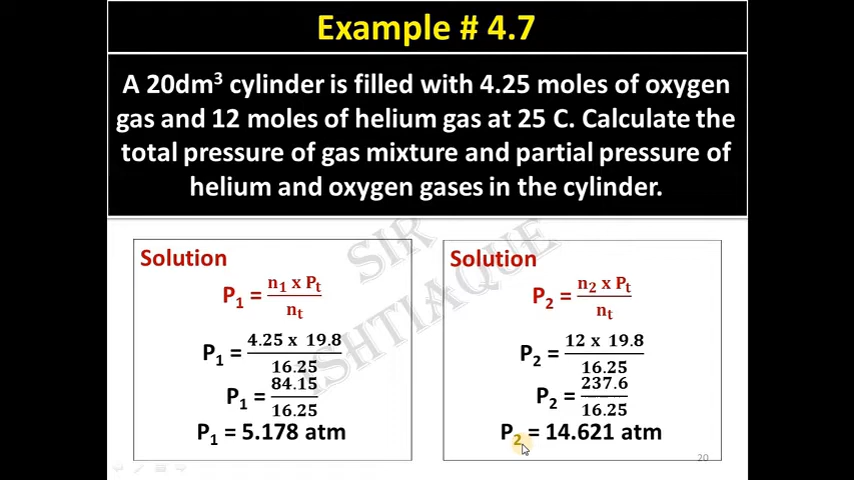 Example # 4.7
A 20dm³ cylinder is filled with 4.25 moles of oxygen
gas and 12 moles of helium gas at 25 C. Calculate the
total pressure of gas mixture and partial pressure of
helium and oxygen gases in the cylinder.
Solution
P₁ = n₁ x Pₜ / nₜ
P₁ = 4.25 x 19.8 / 16.25
P₁ = 84.15 / 16.25
P₁ = 5.178 atm
Solution
P₂ = n₂ x Pₜ / nₜ
P₂ = 12 x 19.8 / 16.25
P₂ = 237.6 / 16.25
P₂ = 14.621 atm
SIR
ISHTIAQUE
20